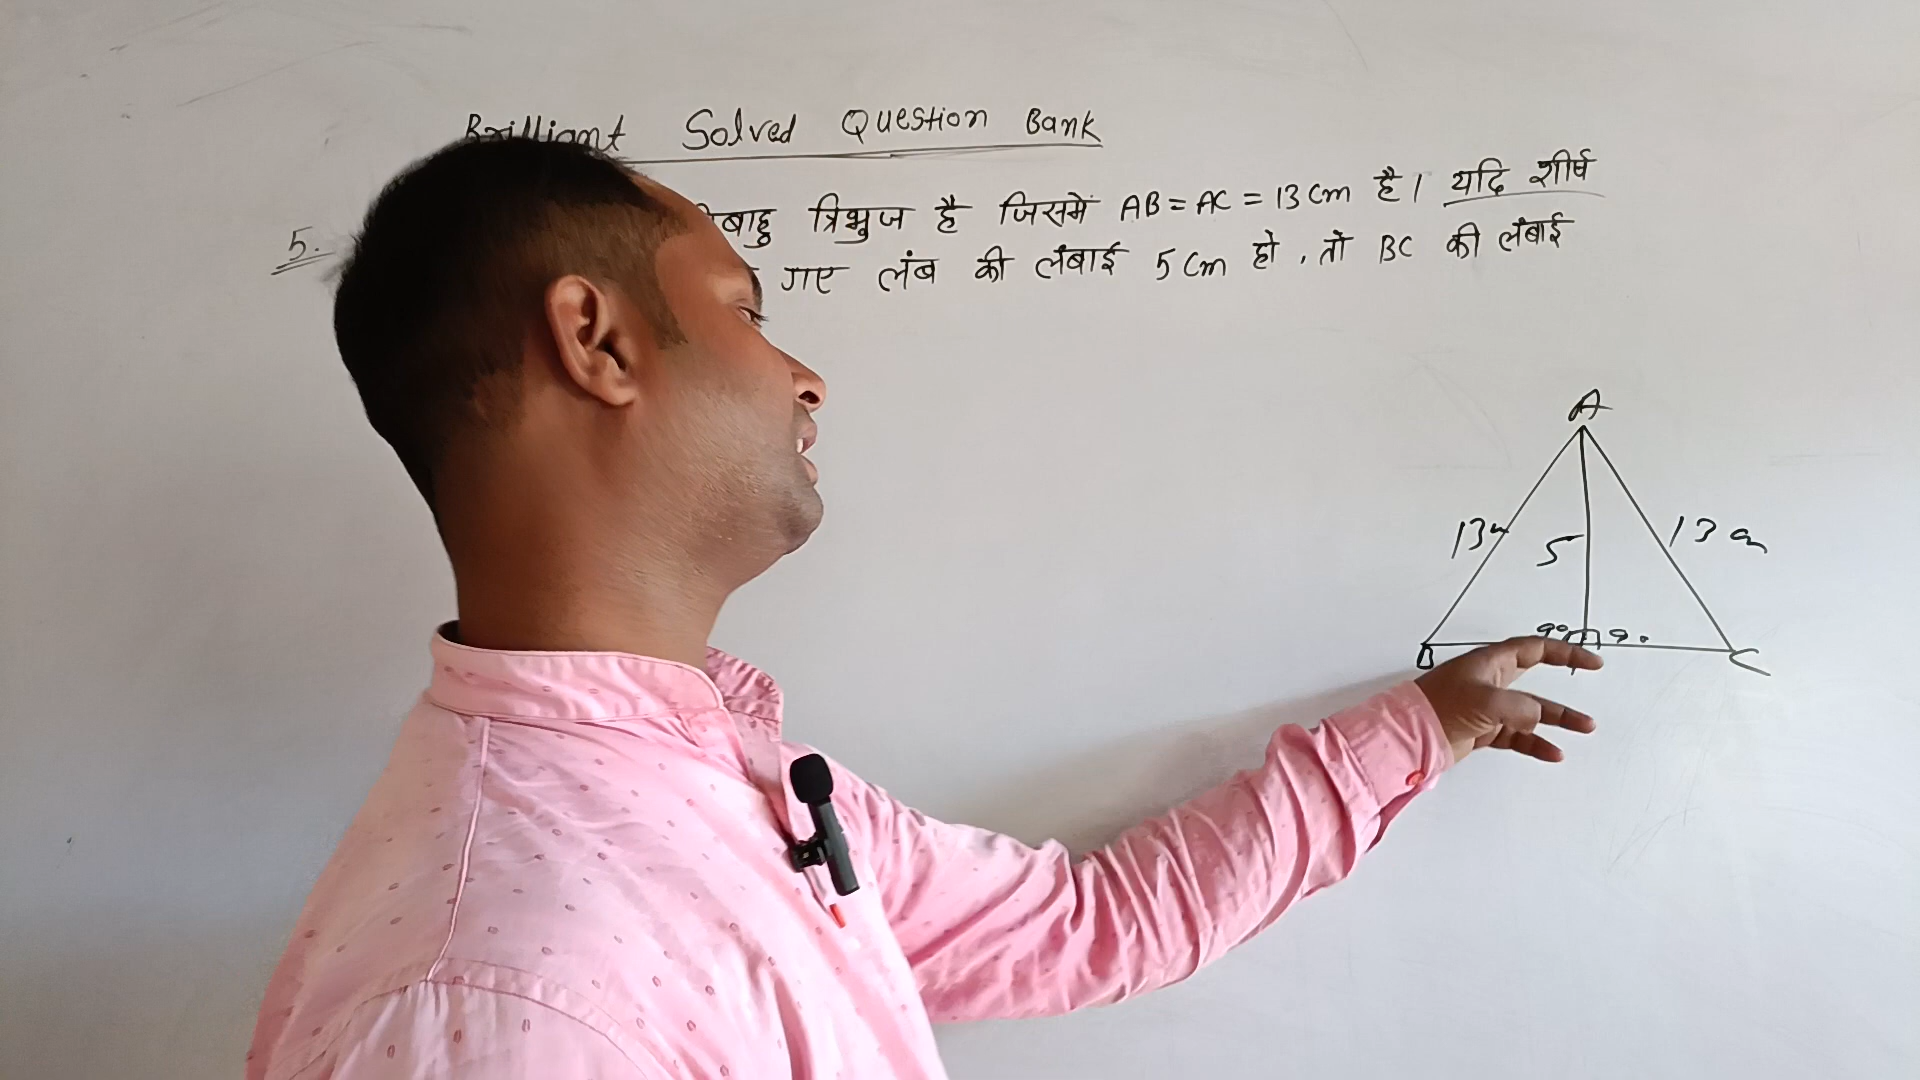 Brilliant Solved Question Bank
5. त्रिभुज है जिसमें AB = AC = 13 cm है। यदि शीर्ष
गए लंब की लंबाई 5 cm हो, तो BC की लंबाई
A
13 5 13 cm
90 90
B C